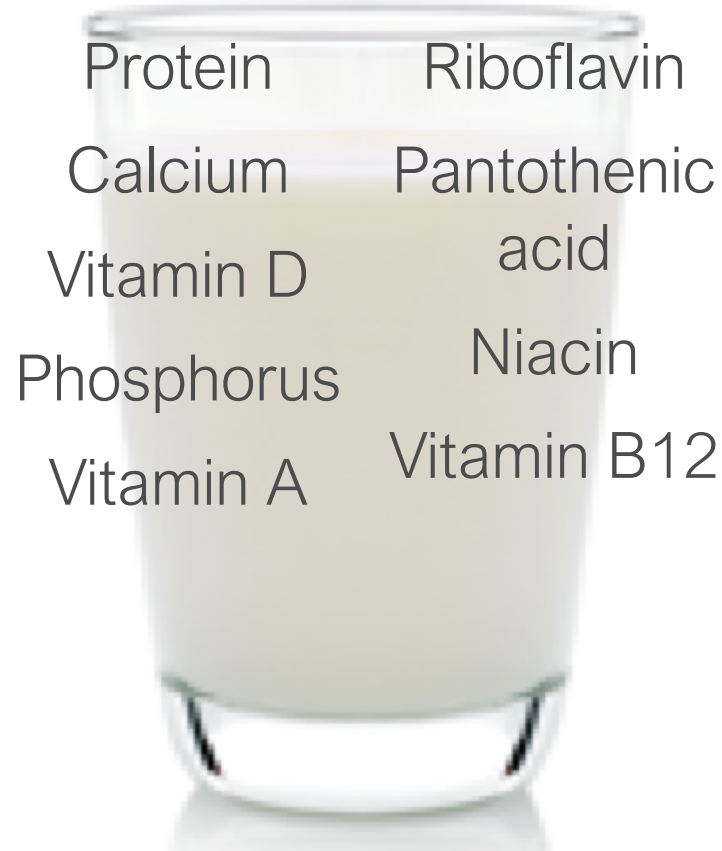 Protein
Calcium
Vitamin D
Phosphorus
Vitamin A
Riboflavin
Pantothenic
acid
Niacin
Vitamin B12